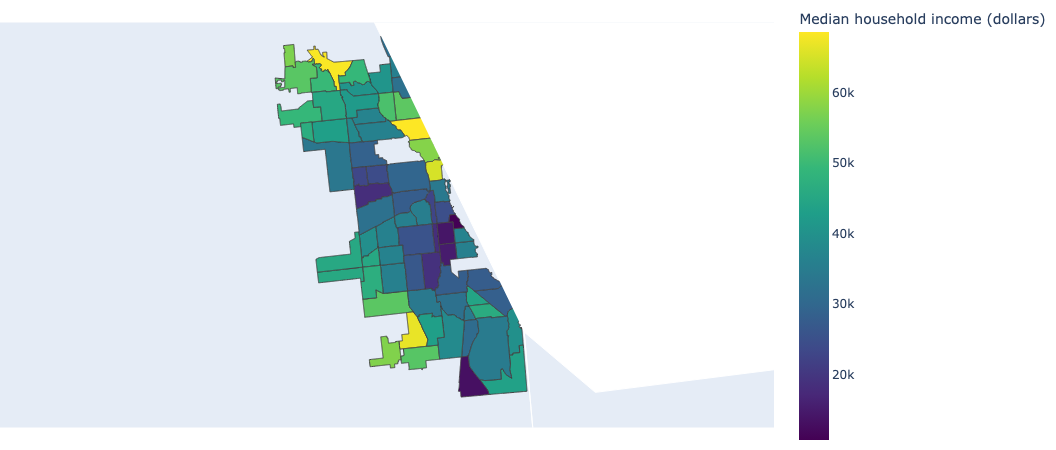 Median household income (dollars)
60k
50k
40k
30k
20k